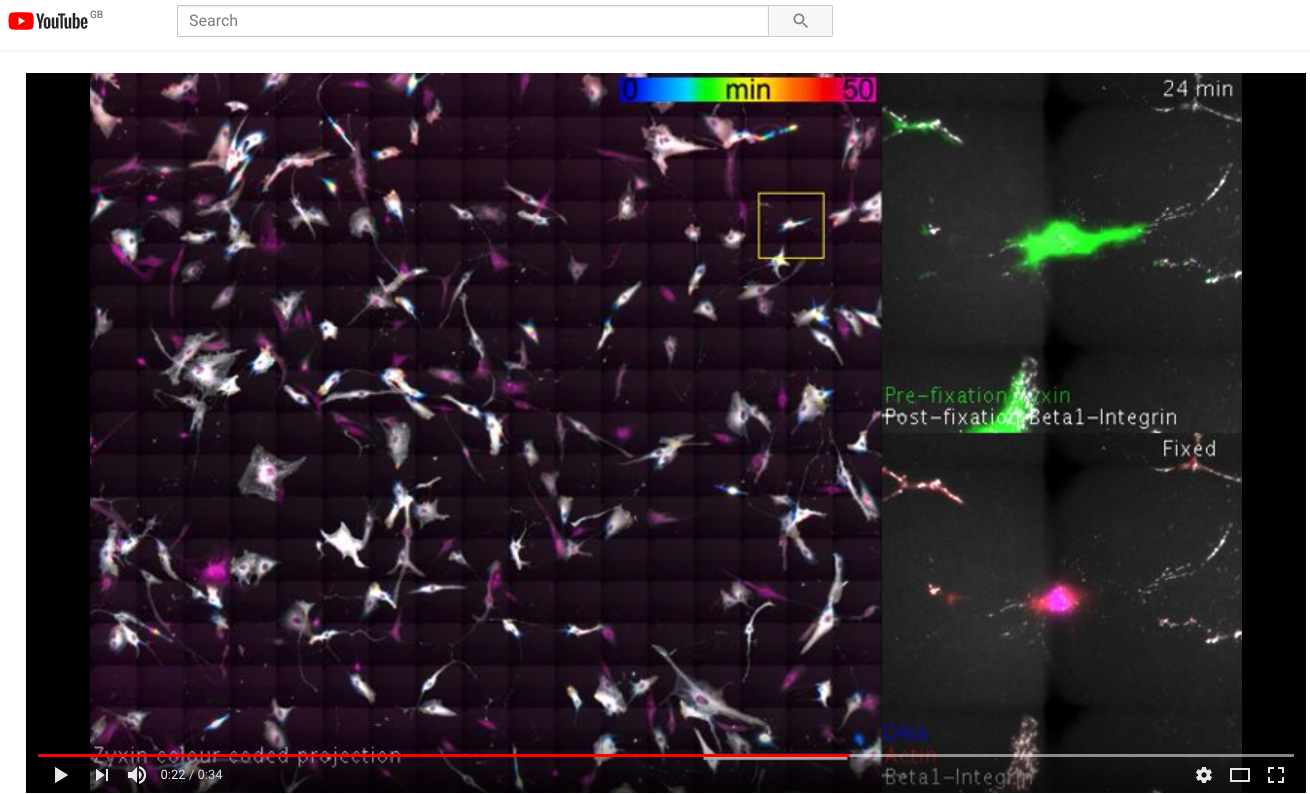 YouTube GB
Search
0 min 50
24 min
Pre-fixation
Post-fixation Beta1-Integrin
Fixed
DNA
Actin
Zyxin colour coded projection
Beta1-Integrin
0:22 / 0:34